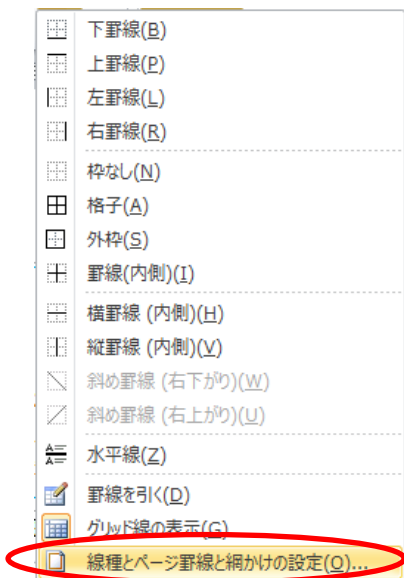 下罫線(B)
上罫線(P)
左罫線(L)
右罫線(R)
枠なし(N)
格子(A)
外枠(S)
罫線(内側)(I)
横罫線 (内側)(H)
縦罫線 (内側)(V)
斜め罫線 (右下がり)(W)
斜め罫線 (右上がり)(U)
水平線(Z)
罫線を引く(D)
グリッド線の表示(G)
線種とページ罫線と網かけの設定(O)...